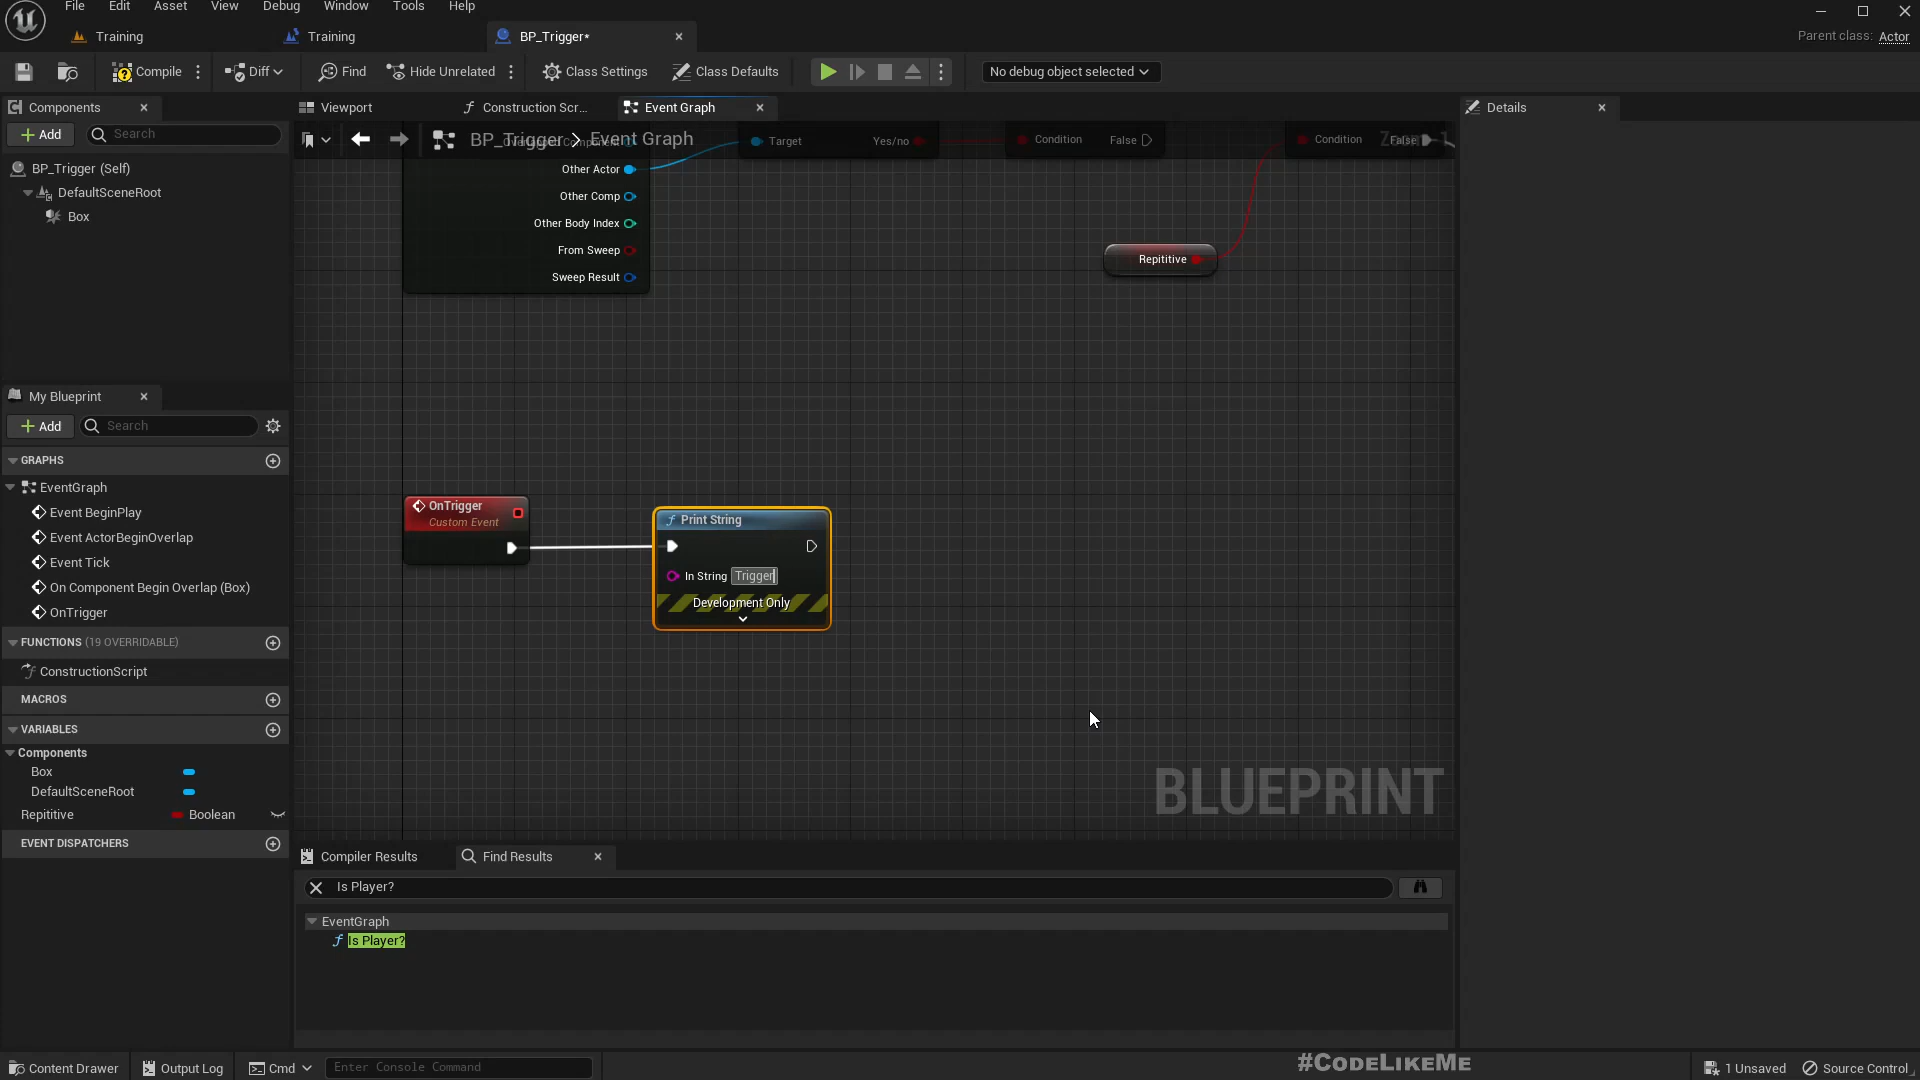 File Edit Asset View Debug Window Tools Help
Training Training BP_Trigger*
Parent class: Actor
Compile Diff Find Hide Unrelated Class Settings Class Defaults No debug object selected
Components
Add Search
BP_Trigger (Self)
DefaultSceneRoot
Box
My Blueprint
Add Search
GRAPHS
EventGraph
Event BeginPlay
Event ActorBeginOverlap
Event Tick
On Component Begin Overlap (Box)
OnTrigger
FUNCTIONS (19 OVERRIDABLE)
ConstructionScript
MACROS
VARIABLES
Components
Box
DefaultSceneRoot
Repititive Boolean
EVENT DISPATCHERS
Viewport Construction Scr... Event Graph
BP_Trigger > Event Graph
Target Yes/no
Condition False
Condition False
Other Actor
Other Comp
Other Body Index
From Sweep
Sweep Result
Repititive
OnTrigger
Custom Event
Print String
In String Trigger
Development Only
BLUEPRINT
Compiler Results Find Results
Is Player?
EventGraph
Is Player?
Details
Content Drawer Output Log Cmd Enter Console Command
#CodeLikeMe
1 Unsaved Source Control